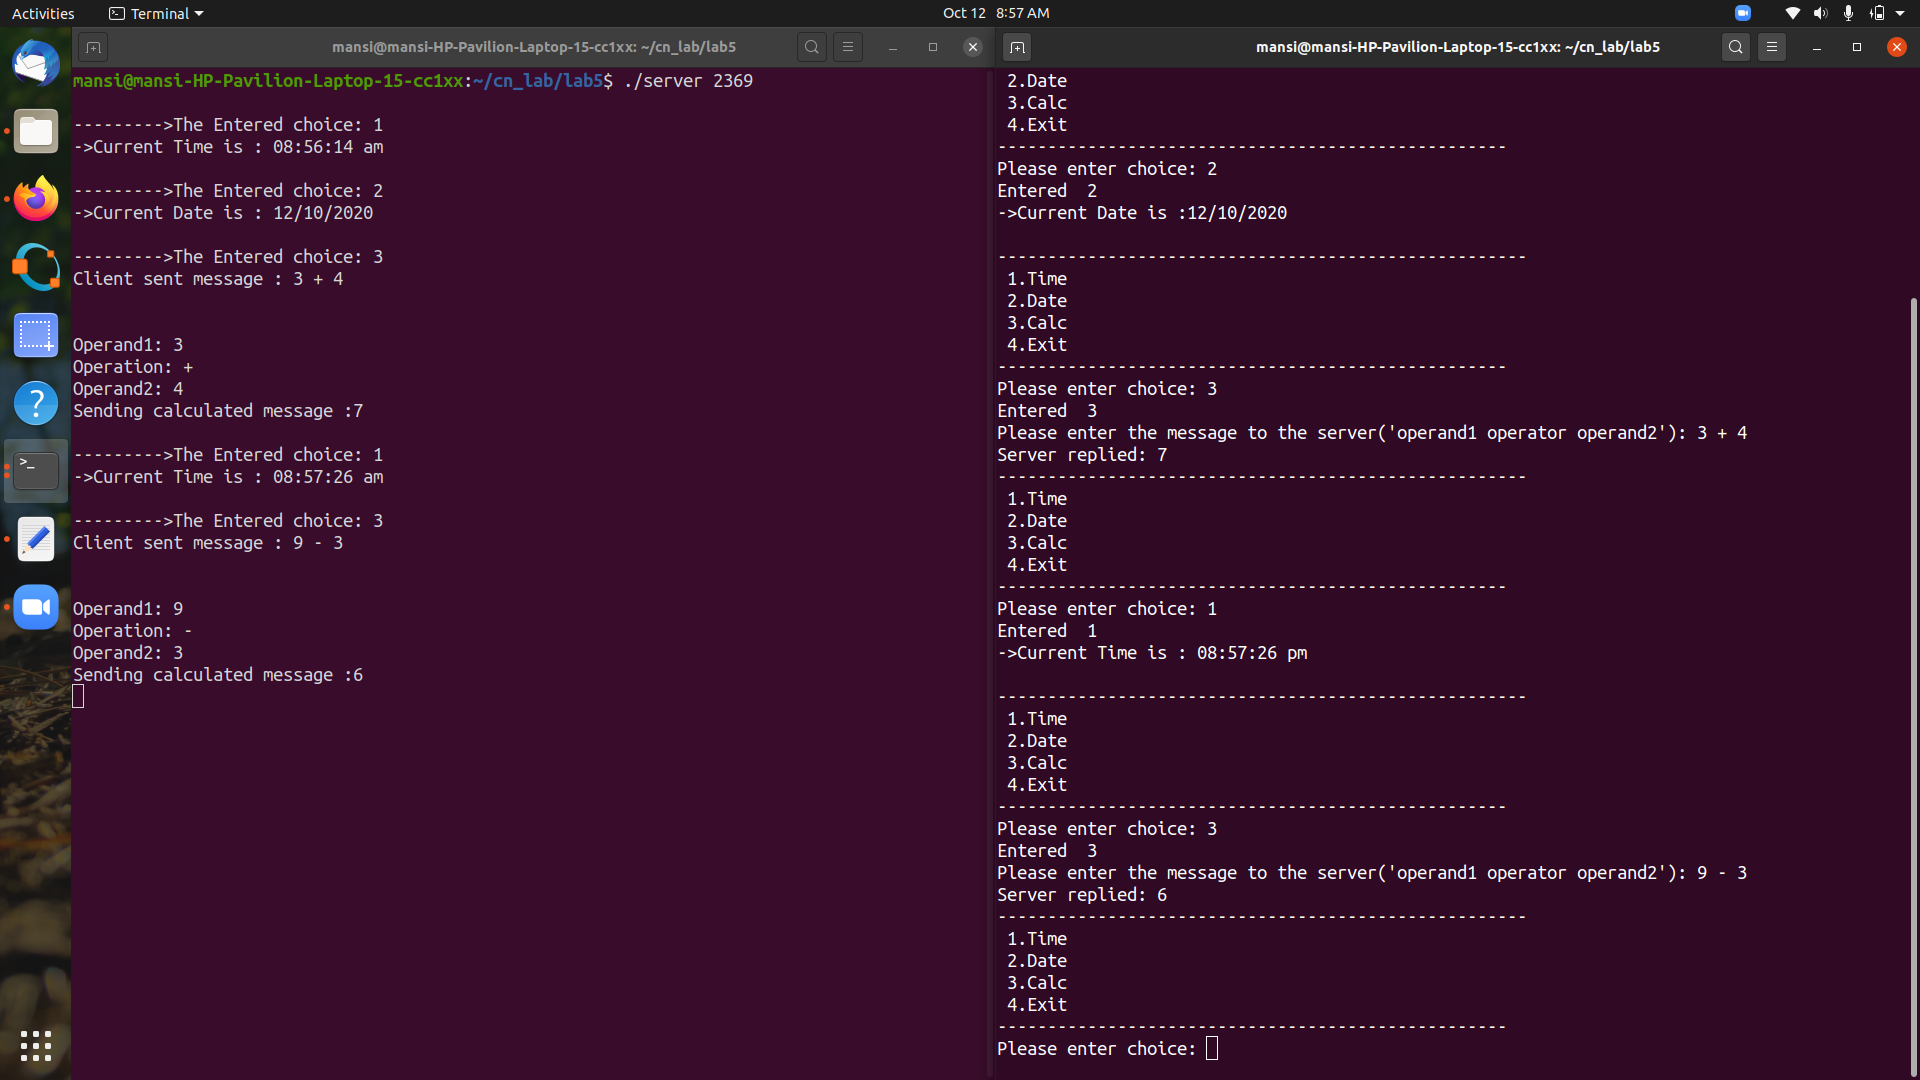 Activities Terminal Oct 12 8:57 AM
mansi@mansi-HP-Pavilion-Laptop-15-cc1xx: ~/cn_lab/lab5
mansi@mansi-HP-Pavilion-Laptop-15-cc1xx:~/cn_lab/lab5$ ./server 2369
--------->The Entered choice: 1
->Current Time is : 08:56:14 am
--------->The Entered choice: 2
->Current Date is : 12/10/2020
--------->The Entered choice: 3
Client sent message : 3 + 4
Operand1: 3
Operation: +
Operand2: 4
Sending calculated message :7
--------->The Entered choice: 1
->Current Time is : 08:57:26 am
--------->The Entered choice: 3
Client sent message : 9 - 3
Operand1: 9
Operation: -
Operand2: 3
Sending calculated message :6
mansi@mansi-HP-Pavilion-Laptop-15-cc1xx: ~/cn_lab/lab5
2.Date
3.Calc
4.Exit
---------------------------------------------------
Please enter choice: 2
Entered  2
->Current Date is :12/10/2020
-----------------------------------------------------
1.Time
2.Date
3.Calc
4.Exit
---------------------------------------------------
Please enter choice: 3
Entered  3
Please enter the message to the server('operand1 operator operand2'): 3 + 4
Server replied: 7
-----------------------------------------------------
1.Time
2.Date
3.Calc
4.Exit
---------------------------------------------------
Please enter choice: 1
Entered  1
->Current Time is : 08:57:26 pm
-----------------------------------------------------
1.Time
2.Date
3.Calc
4.Exit
---------------------------------------------------
Please enter choice: 3
Entered  3
Please enter the message to the server('operand1 operator operand2'): 9 - 3
Server replied: 6
-----------------------------------------------------
1.Time
2.Date
3.Calc
4.Exit
---------------------------------------------------
Please enter choice: